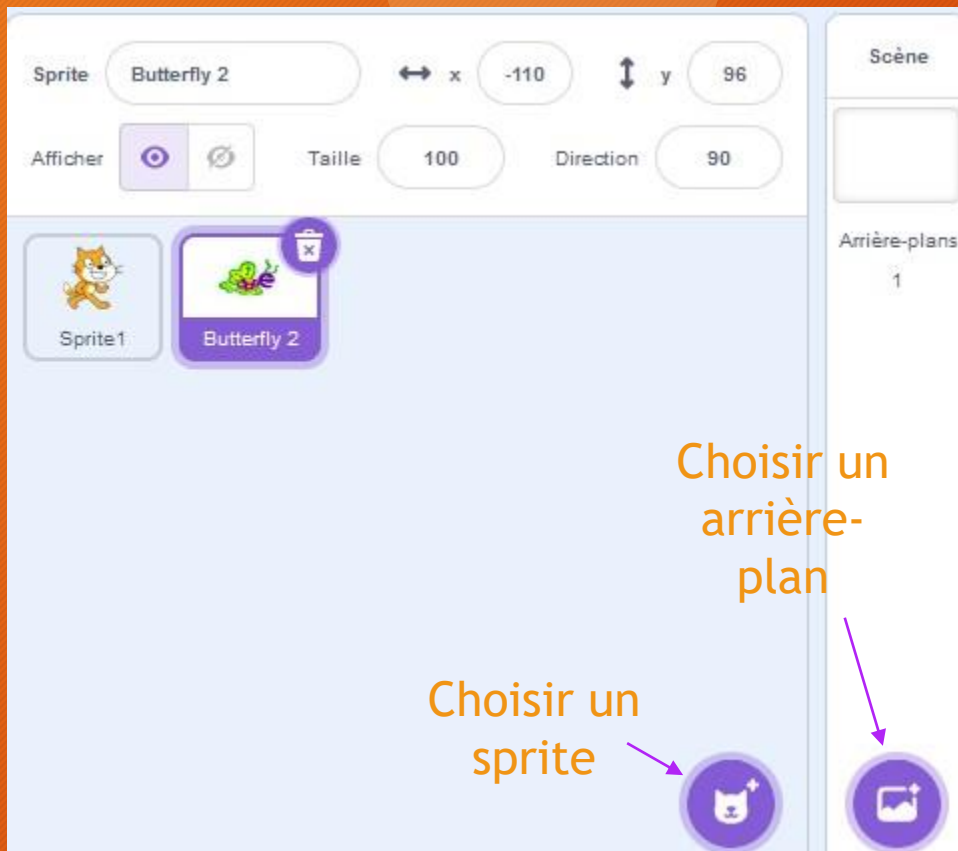 Sprite Butterfly 2 x -110 y 96
Afficher Taille 100 Direction 90
Sprite1
Butterfly 2
Scène
Arrière-plans
1
Choisir un
arrière-
plan
Choisir un
sprite